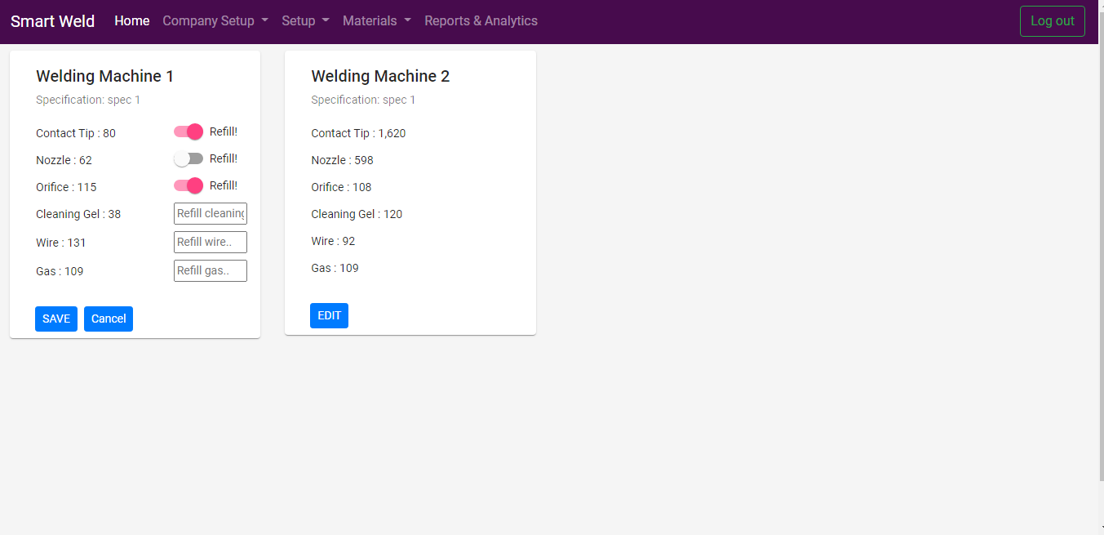 Smart Weld Home Company Setup Setup Materials Reports & Analytics Log out
Welding Machine 1
Specification: spec 1
Contact Tip : 80 Refill!
Nozzle : 62 Refill!
Orifice : 115 Refill!
Cleaning Gel : 38 Refill cleaning
Wire : 131 Refill wire..
Gas : 109 Refill gas..
SAVE Cancel
Welding Machine 2
Specification: spec 1
Contact Tip : 1,620
Nozzle : 598
Orifice : 108
Cleaning Gel : 120
Wire : 92
Gas : 109
EDIT